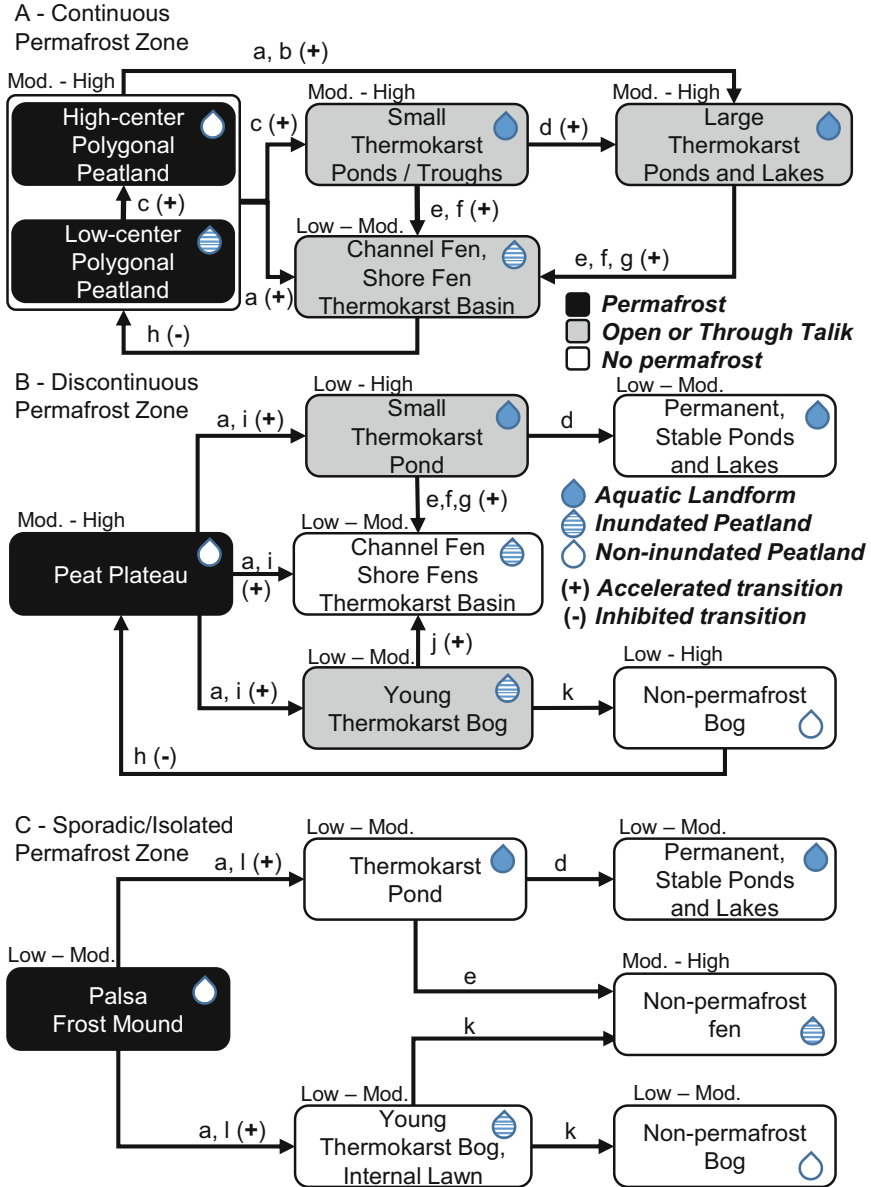 A - Continuous
Permafrost Zone
a, b (+)
Mod. - High
High-center
Polygonal
Peatland
c (+)
Low-center
Polygonal
Peatland
c (+)
a (+)
Mod. - High
Small
Thermokarst
Ponds / Troughs
d (+)
Mod. - High
Large
Thermokarst
Ponds and Lakes
e, f (+)
Low – Mod.
Channel Fen,
Shore Fen
Thermokarst Basin
e, f, g (+)
h (-)
Permafrost
Open or Through Talik
No permafrost
B - Discontinuous
Permafrost Zone
Low - High
Small
Thermokarst
Pond
a, i (+)
d
Low – Mod.
Permanent,
Stable Ponds
and Lakes
e,f,g (+)
Mod. - High
Peat Plateau
a, i
(+)
Low – Mod.
Channel Fen
Shore Fens
Thermokarst Basin
Aquatic Landform
Inundated Peatland
Non-inundated Peatland
(+) Accelerated transition
(-) Inhibited transition
j (+)
a, i (+)
Low – Mod.
Young
Thermokarst Bog
k
Low - High
Non-permafrost
Bog
h (-)
C - Sporadic/Isolated
Permafrost Zone
a, l (+)
Low – Mod.
Thermokarst
Pond
d
Low – Mod.
Permanent,
Stable Ponds
and Lakes
Low – Mod.
Palsa
Frost Mound
e
Mod. - High
Non-permafrost
fen
k
a, l (+)
Low – Mod.
Young
Thermokarst Bog,
Internal Lawn
k
Low – Mod.
Non-permafrost
Bog